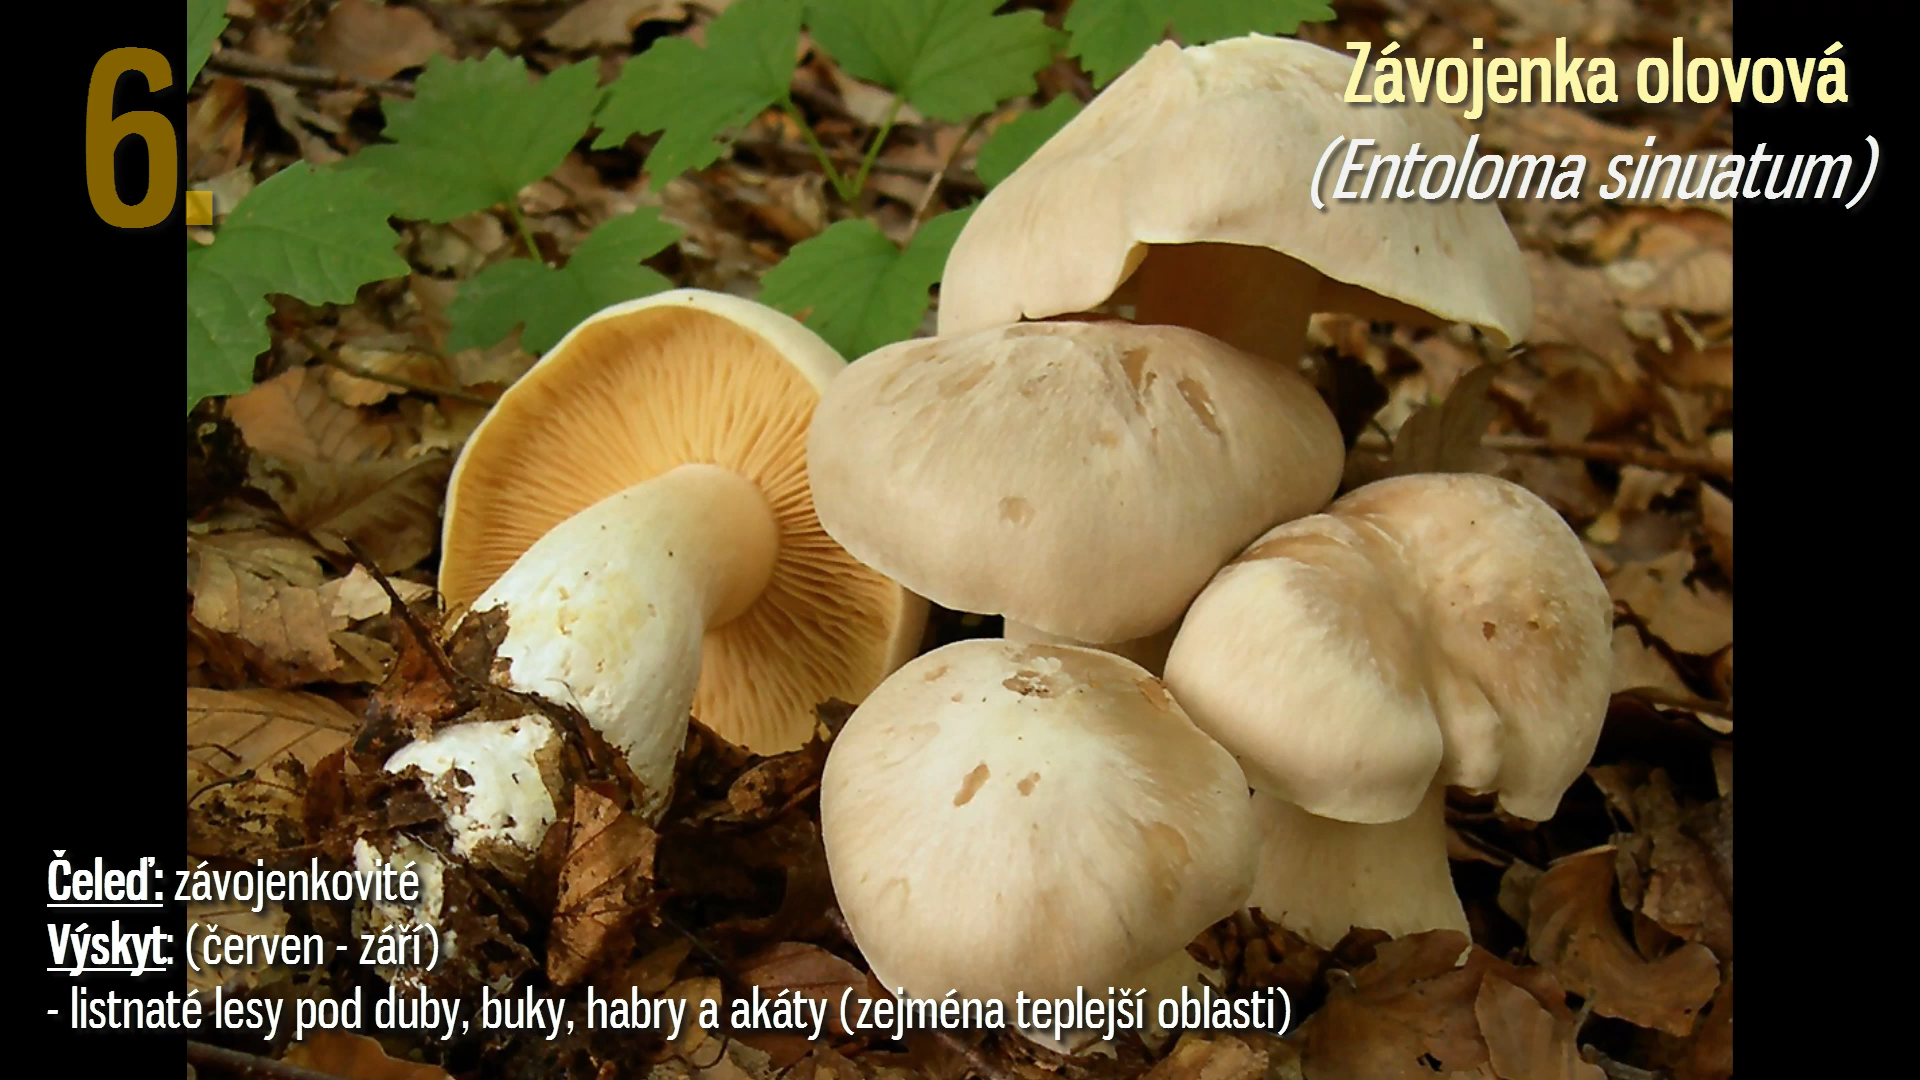 6.
Závojenka olovová
(Entoloma sinuatum)
Čeleď: závojenkovité
Výskyt: (červen - září)
- listnaté lesy pod duby, buky, habry a akáty (zejména teplejší oblasti)